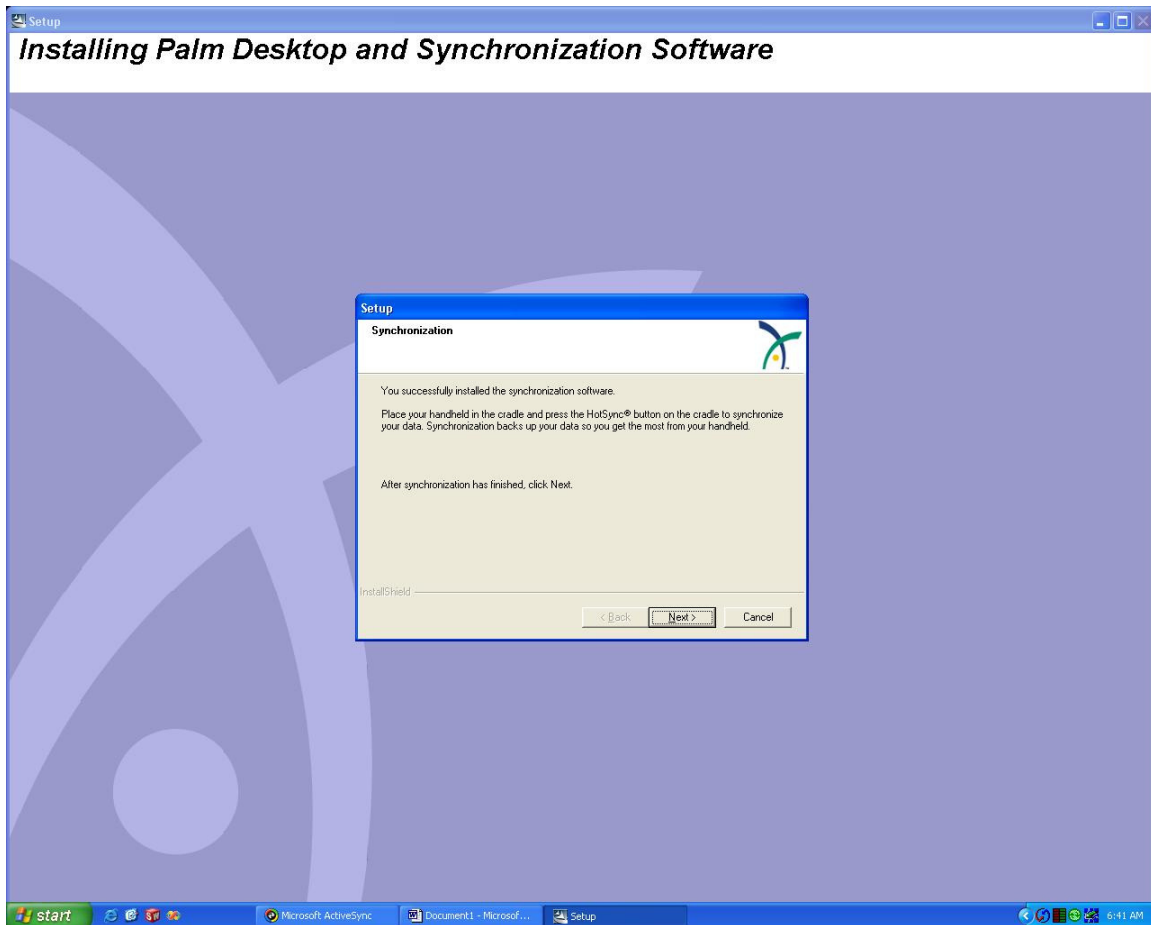 Setup
Installing Palm Desktop and Synchronization Software
Setup
Synchronization
You successfully installed the synchronization software.
Place your handheld in the cradle and press the HotSync® button on the cradle to synchronize
your data. Synchronization backs up your data so you get the most from your handheld.
After synchronization has finished, click Next.
InstallShield
< Back Next > Cancel
start Microsoft ActiveSync Document1 - Microsof... Setup 6:41 AM